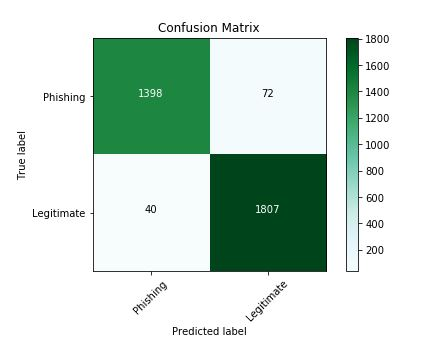 Confusion Matrix
True label
Phishing
Legitimate
1398
72
40
1807
Phishing
Legitimate
Predicted label
1800
1600
1400
1200
1000
800
600
400
200